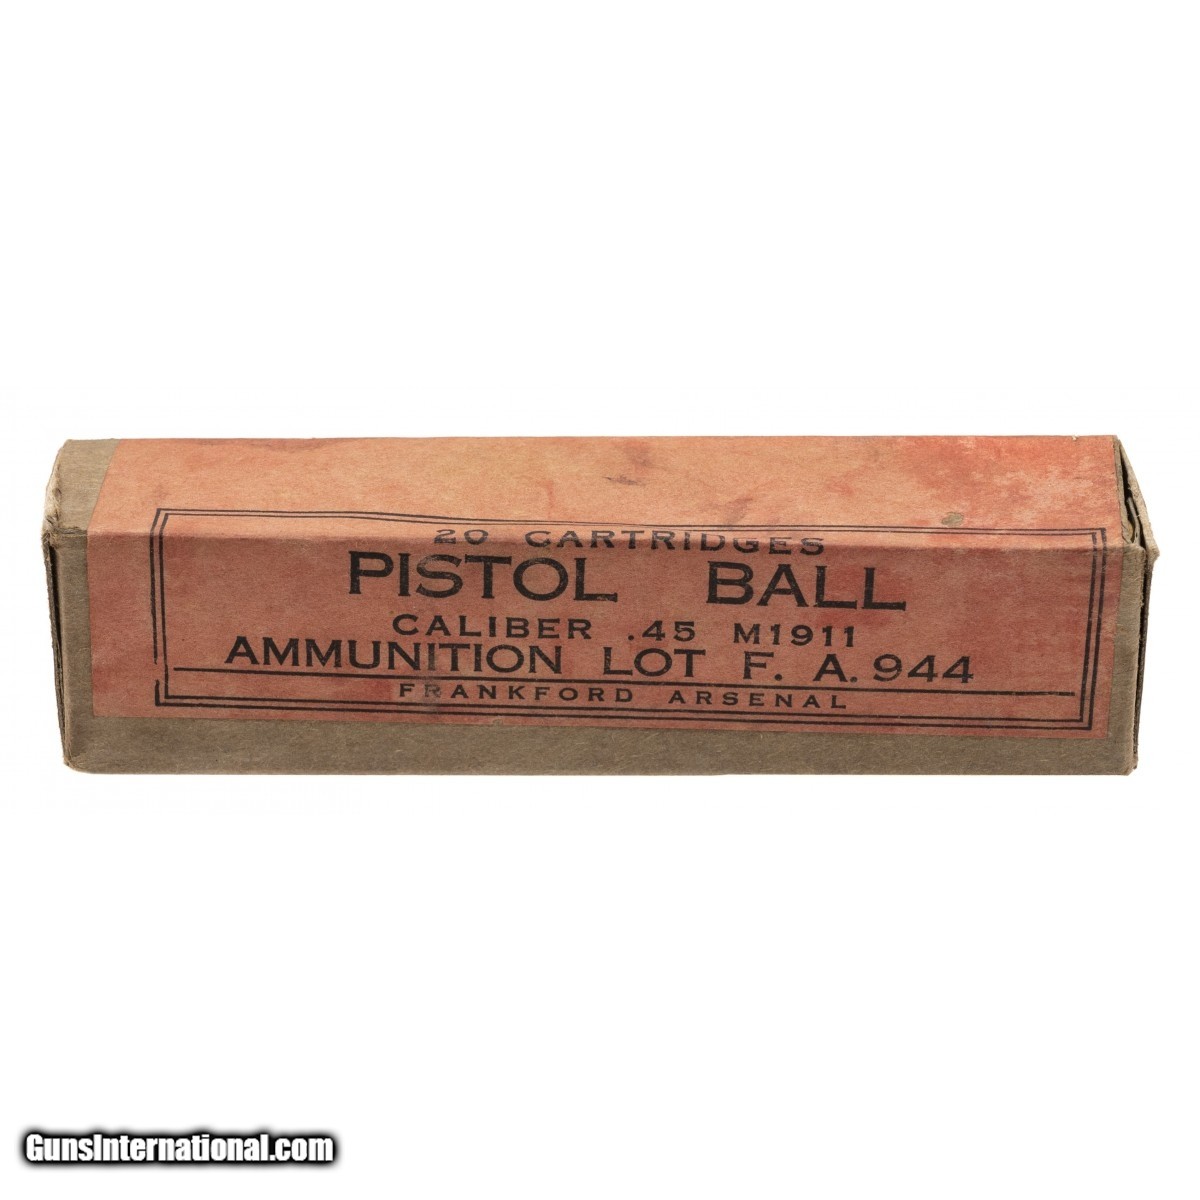 20 CARTRIDGES
PISTOL BALL
CALIBER .45 M1911
AMMUNITION LOT F. A. 944
FRANKFORD ARSENAL
GunsInternational.com